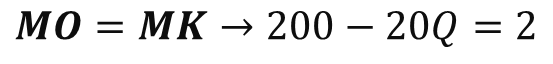 MO = MK → 200 − 20Q = 2